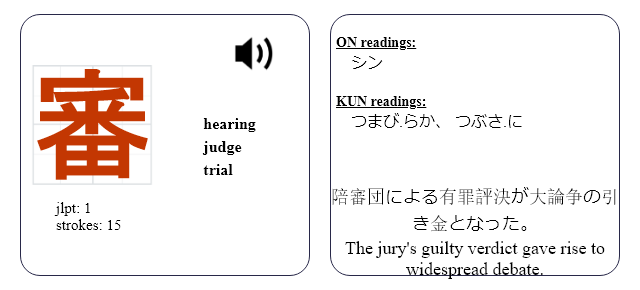 審
hearing
judge
trial
jlpt: 1
strokes: 15
ON readings:
シン
KUN readings:
つまび.らか、 つぶさ.に
陪審団による有罪評決が大論争の引
き金となった。
The jury's guilty verdict gave rise to
widespread debate.